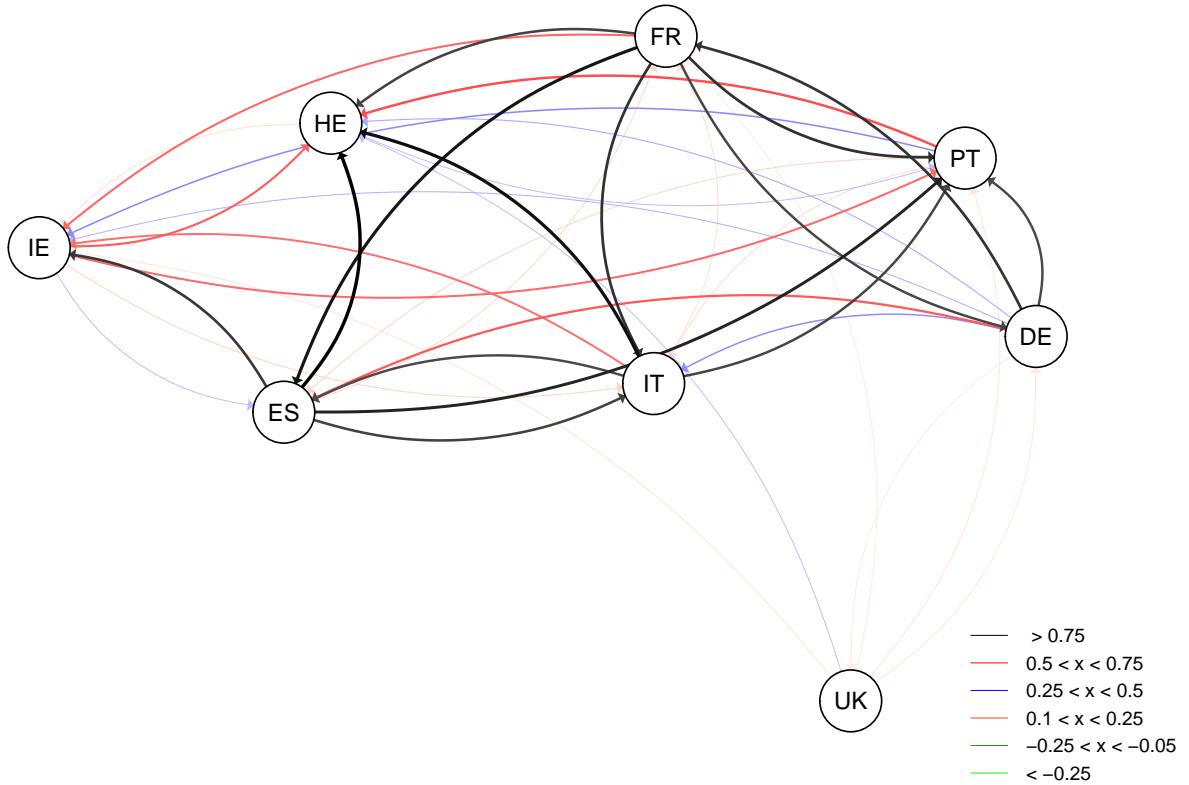 FR
HE
PT
IE
DE
IT
ES
UK
> 0.75
0.5 < x < 0.75
0.25 < x < 0.5
0.1 < x < 0.25
−0.25 < x < −0.05
< −0.25